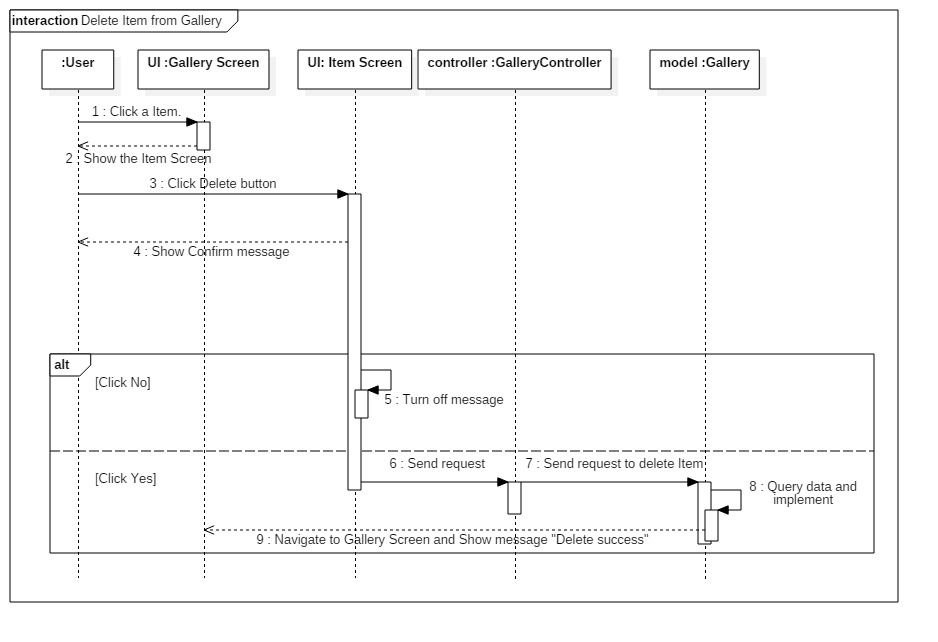 interaction Delete Item from Gallery
:User
UI :Gallery Screen
UI: Item Screen
controller :GalleryController
model :Gallery
1 : Click a Item.
2 : Show the Item Screen
3 : Click Delete button
4 : Show Confirm message
alt
[Click No]
5 : Turn off message
[Click Yes]
6 : Send request
7 : Send request to delete Item
8 : Query data and
implement
9 : Navigate to Gallery Screen and Show message "Delete success"